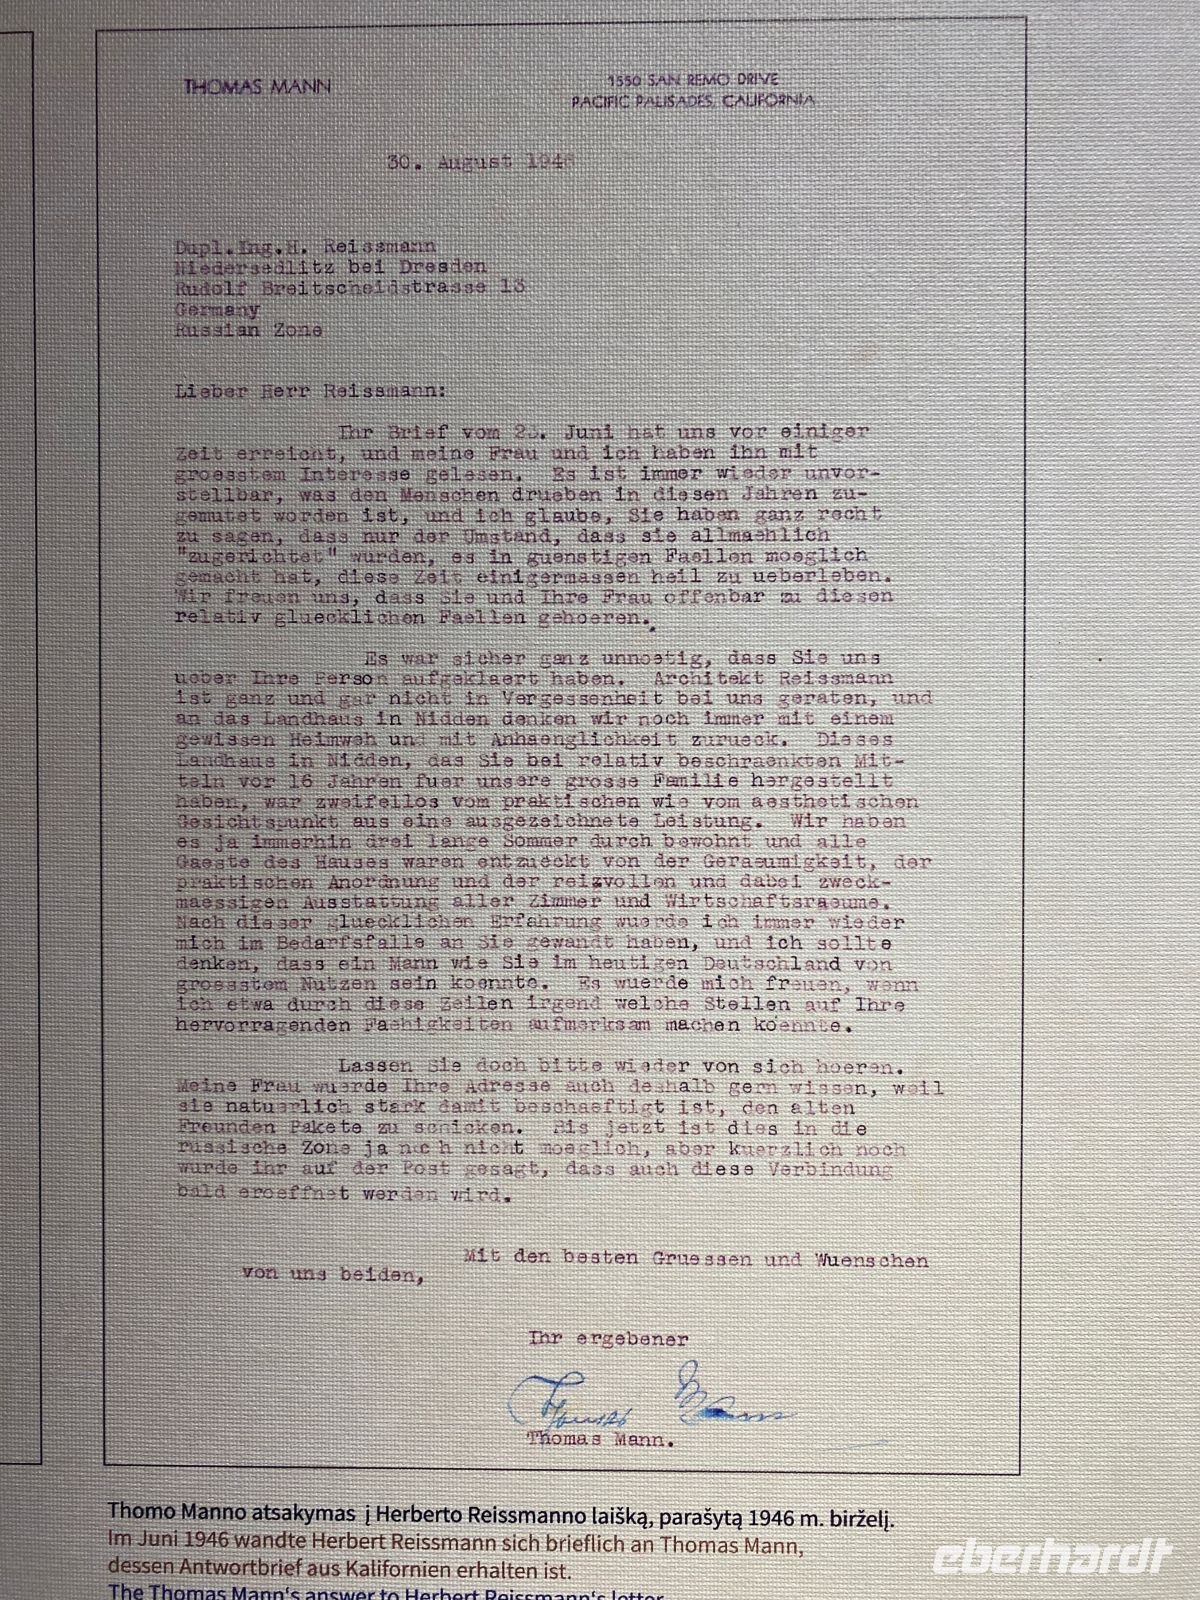 THOMAS MANN
1550 SAN REMO DRIVE
PACIFIC PALISADES, CALIFORNIA
30. August 1946
Dupl.Ing.H. Reissmann
Niedersedlitz bei Dresden
Rudolf Breitscheidstrasse 13
Germany
Russian Zone
Lieber Herr Reissmann:
Ihr Brief vom Juni hat uns vor einiger
Zeit erreicht, und meine Frau und ich haben ihn mit
groesstem Interesse gelesen. Es ist immer wieder unvor-
stellbar, was den Menschen drueben in diesen Jahren zu-
gemutet worden ist, und ich glaube, Sie haben ganz recht
zu sagen, dass nur der Umstand, dass sie allmaehlich
"zugerichtet" wurden, es in guenstigen Faellen moeglich
gemacht hat, diese Zeit einigermassen heil zu ueberleben.
Wir freuen uns, dass Sie und Ihre Frau offenbar zu diesen
relativ gluecklichen Faellen gehoeren.
Es war sicher ganz unnoetig, dass Sie uns
ueber Ihre Person aufgeklaert haben. Architekt Reissmann
ist ganz und gar nicht in Vergessenheit bei uns geraten, und
an das Landhaus in Nidden denken wir noch immer mit einem
gewissen Heimweh und mit Anhaenglichkeit zurueck. Dieses
Landhaus in Nidden, das Sie bei relativ beschraenkten Mit-
teln vor 16 Jahren fuer unsere grosse Familie hergestellt
haben, war zweifellos vom praktischen wie vom aesthetischen
Gesichtspunkt aus eine ausgezeichnete Leistung. Wir haben
es ja immerhin drei lange Sommer durch bewohnt und alle
Gaeste des Hauses waren entzueckt von der Geraeumigkeit, der
praktischen Anordnung und der reizvollen und dabei zweck-
maessigen Ausstattung aller Zimmer und Wirtschaftsraeume.
Nach dieser gluecklichen Erfahrung wuerde ich immer wieder
mich im Bedarfsfalle an Sie gewandt haben, und ich sollte
denken, dass ein Mann wie Sie im heutigen Deutschland von
groesstem Nutzen sein koennte. Es wuerde mich freuen, wenn
ich etwa durch diese Zeilen irgend welche Stellen auf Ihre
hervorragenden Faehigkeiten aufmerksam machen koennte.
Lassen Sie doch bitte wieder von sich hoeren.
Meine Frau wuerde Ihre Adresse auch deshalb gern wissen, weil
sie natuerlich stark damit beschaeftigt ist, den alten
Freunden Pakete zu schicken. Bis jetzt ist dies in die
russische Zone ja noch nicht moeglich, aber kuerzlich noch
wurde ihr auf der Post gesagt, dass auch diese Verbindung
bald eroeffnet werden wird.
Mit den besten Gruessen und Wuenschen
von uns beiden,
Ihr ergebener
Thomas Mann
Thomas Mann.
Thomo Manno atsakymas į Herberto Reissmanno laišką, parašytą 1946 m. birželį.
Im Juni 1946 wandte Herbert Reissmann sich brieflich an Thomas Mann,
dessen Antwortbrief aus Kalifornien erhalten ist.
The Thomas Mann's answer to Herbert Reissmann's letter
eberhardt